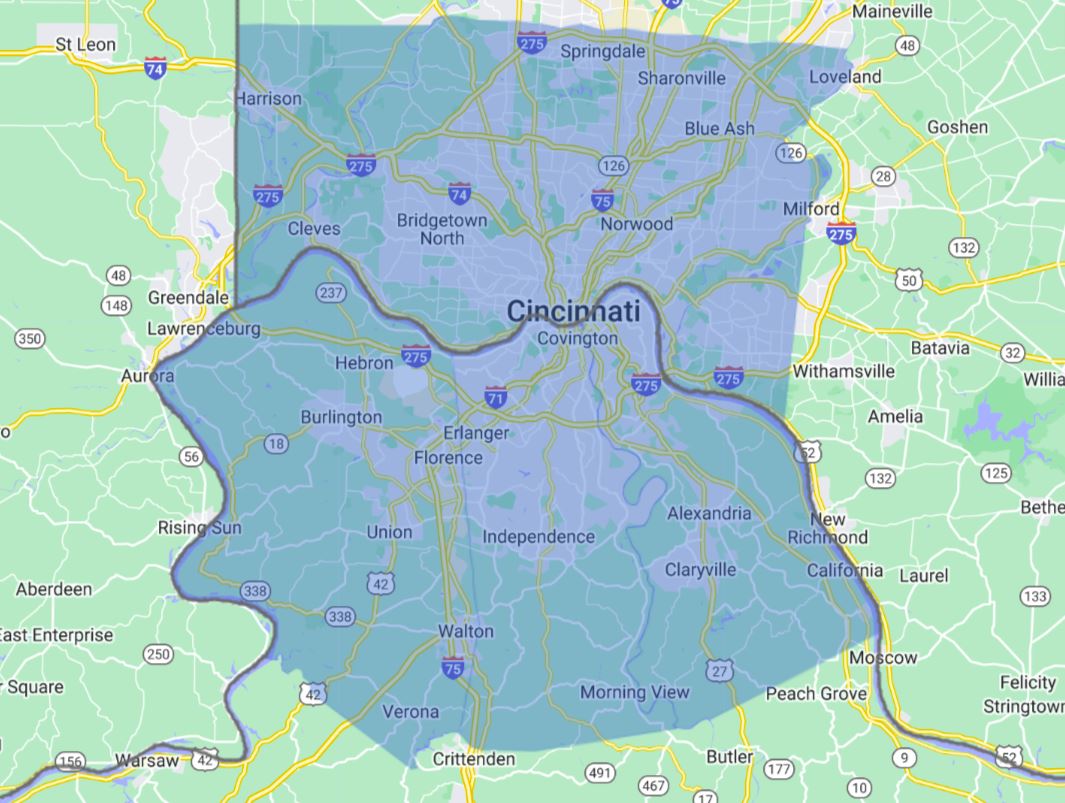 75
Maineville
St Leon
275
Springdale
48
74
Sharonville
Loveland
Harrison
Blue Ash
Goshen
126
126
275
28
275
74
75
Milford
Bridgetown
North
Norwood
Cleves
275
132
48
50
237
Greendale
148
Cincinnati
Lawrenceburg
350
Covington
Batavia
32
Hebron
275
Aurora
275
275
Withamsville
Willia
71
Burlington
Amelia
o
Erlanger
18
52
56
Florence
125
132
Alexandria
Bethe
Rising Sun
New
Richmond
Union
Independence
Claryville
California
Laurel
42
Aberdeen
338
133
338
East Enterprise
Walton
250
Moscow
75
27
r Square
42
Morning View
Peach Grove
Felicity
Verona
Stringtown
Warsaw
42
156
Crittenden
Butler
9
52
491
177
467
10
17